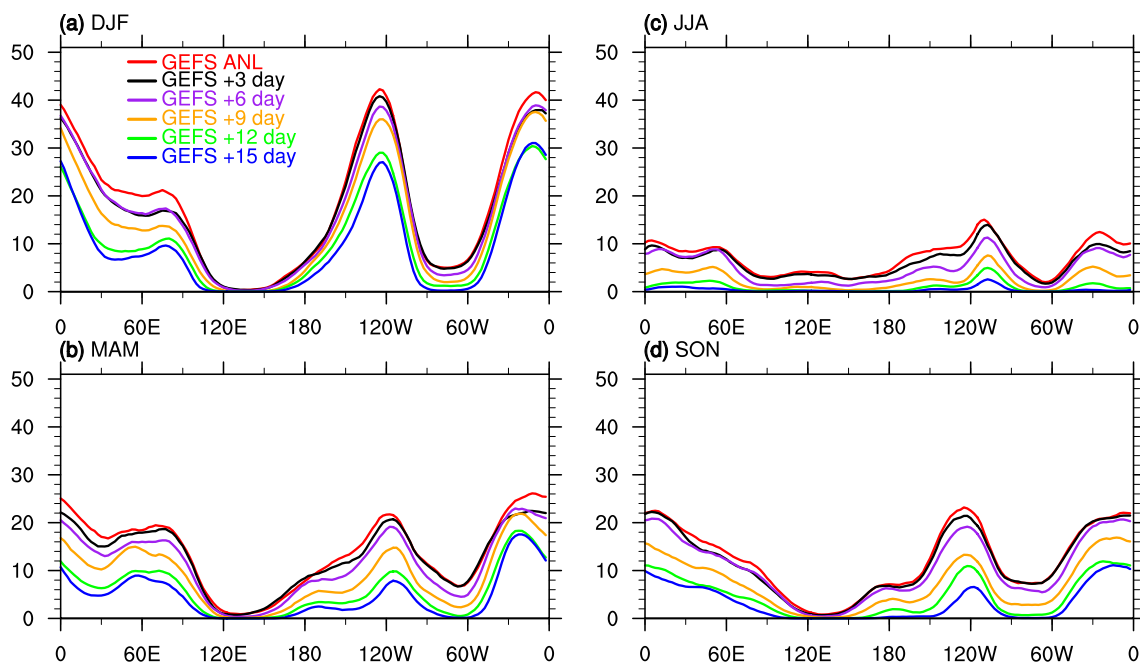 (a) DJF
50
40
30
20
10
0
GEFS ANL
GEFS +3 day
GEFS +6 day
GEFS +9 day
GEFS +12 day
GEFS +15 day
0 60E 120E 180 120W 60W 0
(c) JJA
50
40
30
20
10
0
0 60E 120E 180 120W 60W 0
(b) MAM
50
40
30
20
10
0
0 60E 120E 180 120W 60W 0
(d) SON
50
40
30
20
10
0
0 60E 120E 180 120W 60W 0